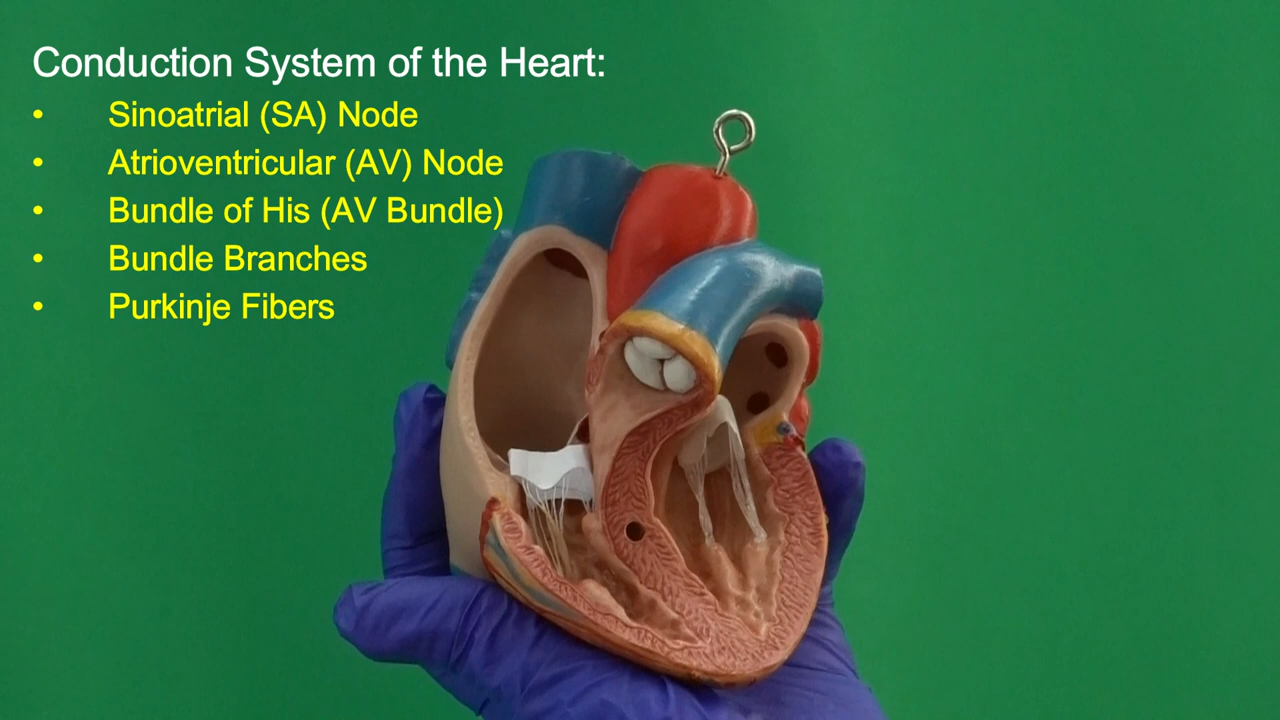 Conduction System of the Heart:
• Sinoatrial (SA) Node
• Atrioventricular (AV) Node
• Bundle of His (AV Bundle)
• Bundle Branches
• Purkinje Fibers